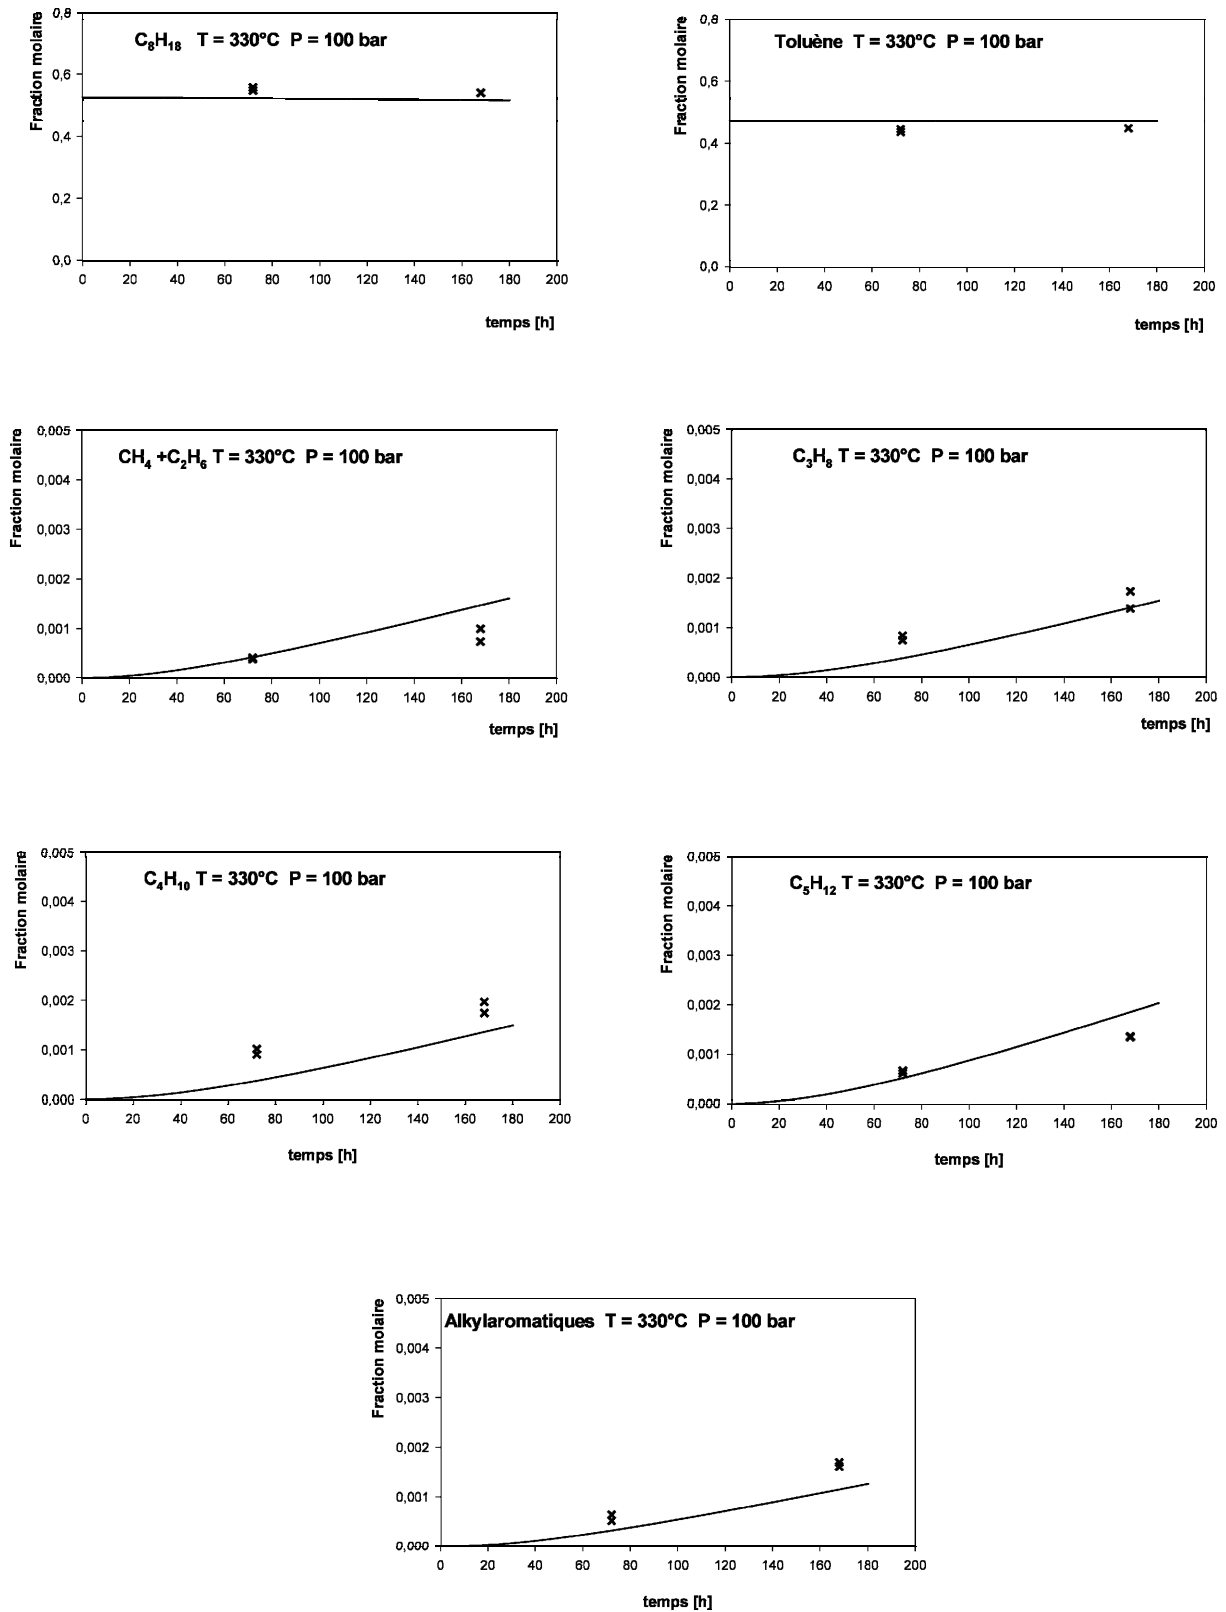 C8H18 T = 330°C P = 100 bar
Fraction molaire
0,8
0,6
0,4
0,2
0,0
0 20 40 60 80 100 120 140 160 180 200
temps [h]
Toluène T = 330°C P = 100 bar
Fraction molaire
0,8
0,6
0,4
0,2
0,0
0 20 40 60 80 100 120 140 160 180 200
temps [h]
CH4 +C2H6 T = 330°C P = 100 bar
Fraction molaire
0,005
0,004
0,003
0,002
0,001
0,000
0 20 40 60 80 100 120 140 160 180 200
temps [h]
C3H8 T = 330°C P = 100 bar
Fraction molaire
0,005
0,004
0,003
0,002
0,001
0,000
0 20 40 60 80 100 120 140 160 180 200
temps [h]
C4H10 T = 330°C P = 100 bar
Fraction molaire
0,005
0,004
0,003
0,002
0,001
0,000
0 20 40 60 80 100 120 140 160 180 200
temps [h]
C5H12 T = 330°C P = 100 bar
Fraction molaire
0,005
0,004
0,003
0,002
0,001
0,000
0 20 40 60 80 100 120 140 160 180 200
temps [h]
Alkylaromatiques T = 330°C P = 100 bar
Fraction molaire
0,005
0,004
0,003
0,002
0,001
0,000
0 20 40 60 80 100 120 140 160 180 200
temps [h]